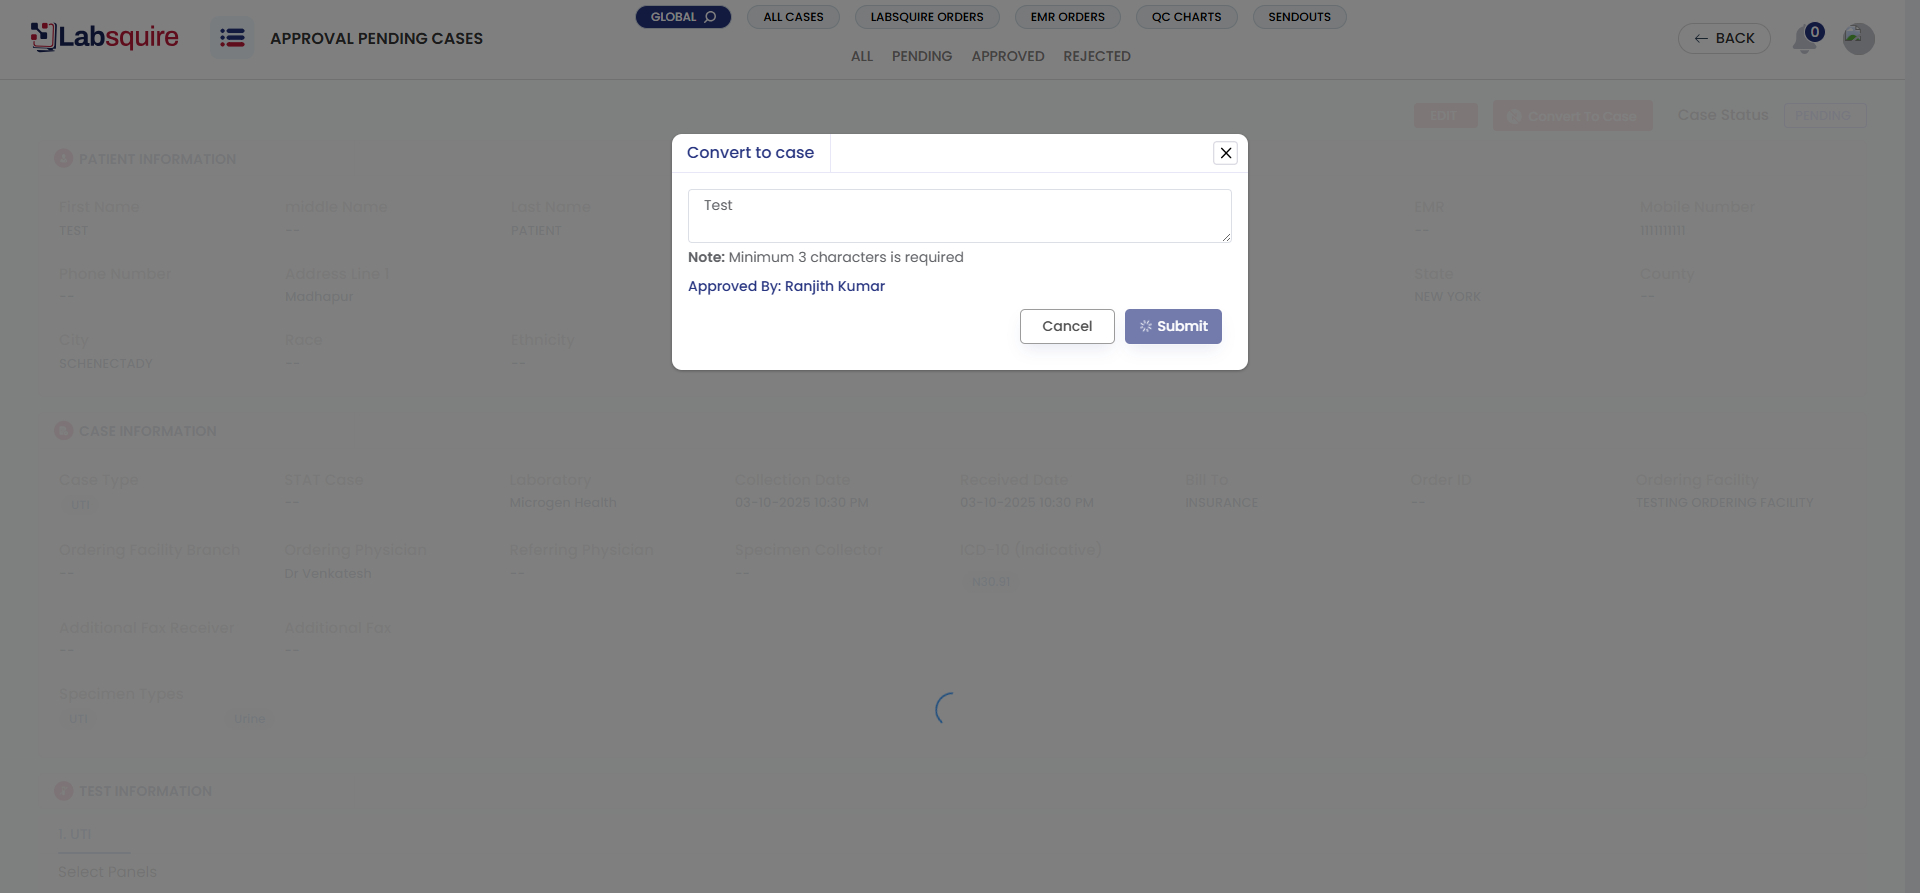 Labsquire
APPROVAL PENDING CASES
GLOBAL
ALL CASES
LABSQUIRE ORDERS
EMR ORDERS
QC CHARTS
SENDOUTS
ALL
PENDING
APPROVED
REJECTED
BACK
0
EDIT
Convert To Case
Case Status
PENDING
PATIENT INFORMATION
First Name
middle Name
Last Name
EMR
Mobile Number
TEST
--
PATIENT
--
Phone Number
Address Line 1
State
County
--
Madhapur
NEW YORK
--
City
Race
Ethnicity
SCHENECTADY
--
--
Convert to case
Test
Note: Minimum 3 characters is required
Approved By: Ranjith Kumar
Cancel
Submit
CASE INFORMATION
Case Type
STAT Case
Laboratory
Collection Date
Received Date
Bill To
Order ID
Ordering Facility
UTI
--
Microgen Health
03-10-2025 10:30 PM
03-10-2025 10:30 PM
INSURANCE
--
TESTING ORDERING FACILITY
Ordering Facility Branch
Ordering Physician
Referring Physician
Specimen Collector
ICD-10 (Indicative)
--
Dr Venkatesh
--
--
N30.91
Additional Fax Receiver
Additional Fax
--
--
Specimen Types
UTI
Urine
TEST INFORMATION
1. UTI
Select Panels